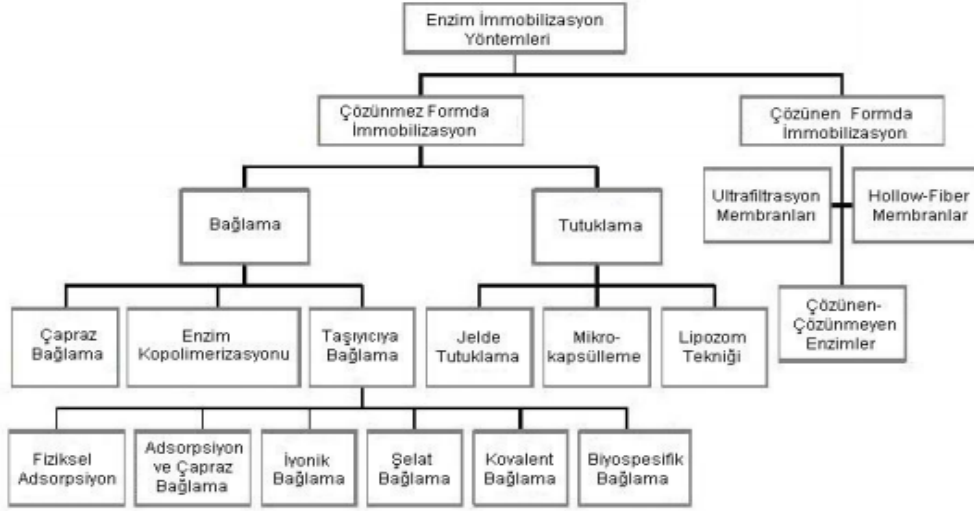 Enzim İmmobilizasyon
Yöntemleri
Çözünmez Formda
İmmobilizasyon
Çözünen Formda
İmmobilizasyon
Bağlama
Tutuklama
Ultrafiltrasyon
Membranları
Hollow-Fiber
Membranlar
Çapraz
Bağlama
Enzim
Kopolimerizasyonu
Taşıyıcıya
Bağlama
Jelde
Tutuklama
Mikro-
kapsülleme
Lipozom
Tekniği
Çözünen-
Çözünmeyen
Enzimler
Fiziksel
Adsorpsiyon
Adsorpsiyon
ve Çapraz
Bağlama
İyonik
Bağlama
Şelat
Bağlama
Kovalent
Bağlama
Biyospesifik
Bağlama